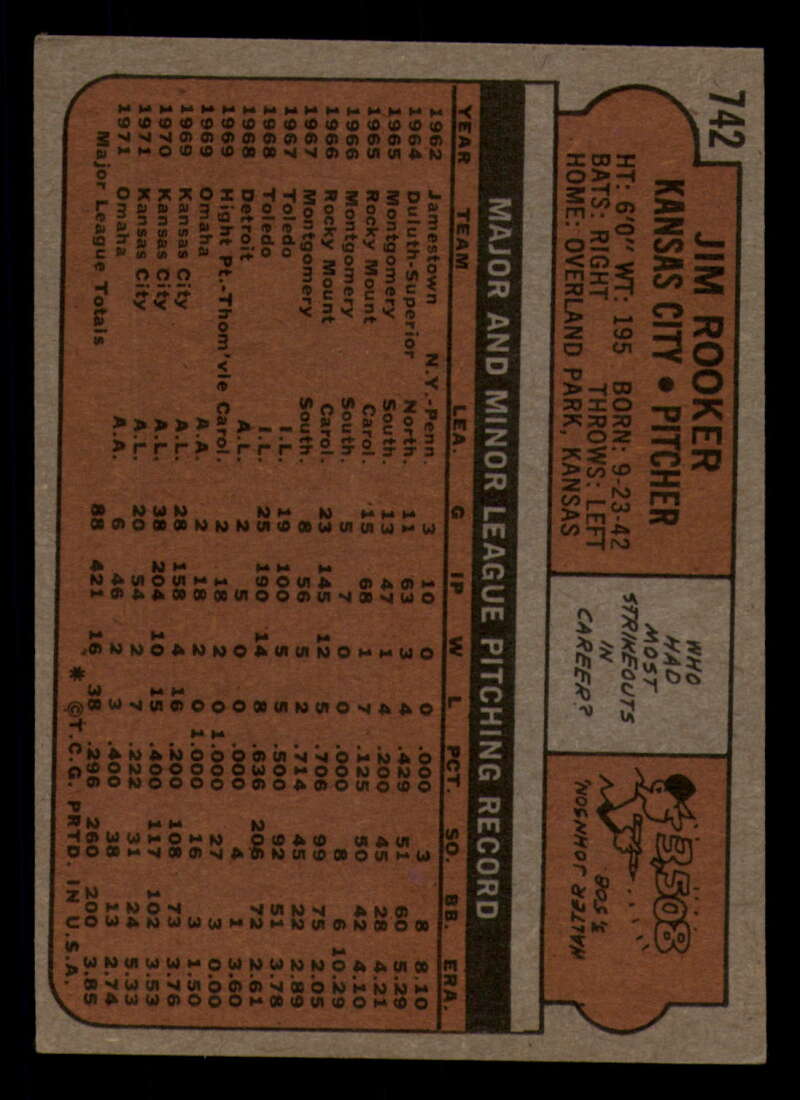 742
JIM ROOKER
KANSAS CITY • PITCHER
HT: 6'0" WT: 195 BORN: 9-23-42
BATS: RIGHT THROWS: LEFT
HOME: OVERLAND PARK, KANSAS
WHO
HAD
MOST
STRIKEOUTS
IN
CAREER?
3,508
3,508
WALTER JOHNSON,
MAJOR AND MINOR LEAGUE PITCHING RECORD
YEAR TEAM LEA. G IP W L PCT. SO. BB. ERA.
1962 Jamestown N.Y.-Penn. 3 10 0 0 .000 3 8 8.10
1964 Duluth-Superior North. 11 63 3 4 .429 51 60 5.29
1965 Montgomery South. 13 47 1 4 .200 45 28 4.21
1965 Rocky Mount Carol. 15 68 1 7 .125 50 42 4.10
1966 Montgomery South. 5 7 0 0 .000 8 6 10.29
1966 Rocky Mount Carol. 23 145 12 5 .706 99 75 2.05
1967 Montgomery South. 8 56 5 2 .714 45 22 2.89
1967 Toledo I.L. 19 100 5 5 .500 92 51 3.78
1968 Toledo I.L. 25 190 14 8 .636 206 72 2.61
1968 Detroit A.L. 2 5 0 0 .000 4 1 3.60
1969 Hight Pt.-Thom'vle Carol. 2 18 2 0 1.000 27 3 0.00
1969 Omaha A.A. 2 18 2 0 1.000 16 3 1.50
1969 Kansas City A.L. 28 158 4 16 .200 108 73 3.76
1970 Kansas City A.L. 38 204 10 15 .400 117 102 3.53
1971 Kansas City A.L. 20 54 2 7 .222 31 24 5.33
1971 Omaha A.A. 6 46 2 3 .400 38 13 2.74
Major League Totals 88 421 16 38 .296 260 200 3.85
* ©T.C.G. PRTD. IN U.S.A.